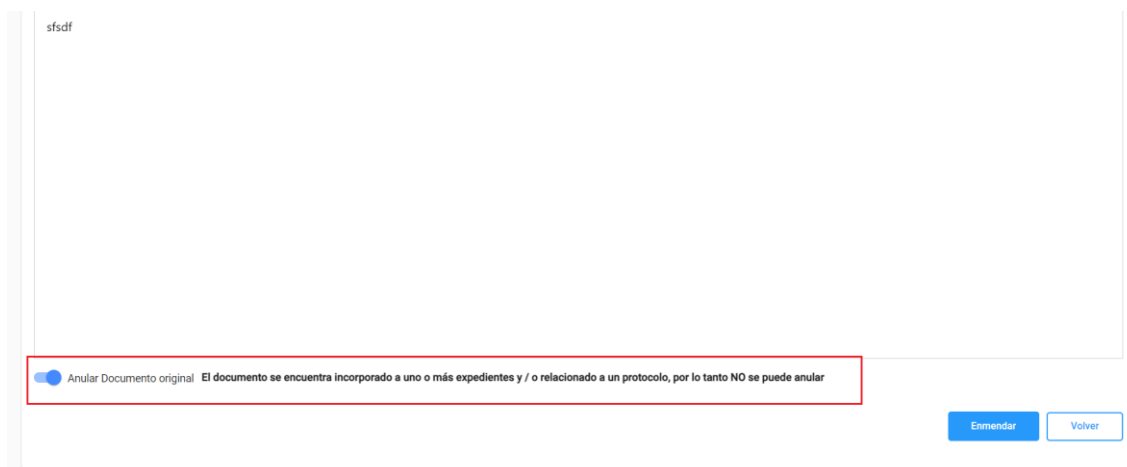 sfsdf
Anular Documento original El documento se encuentra incorporado a uno o más expedientes y / o relacionado a un protocolo, por lo tanto NO se puede anular
Enmendar Volver